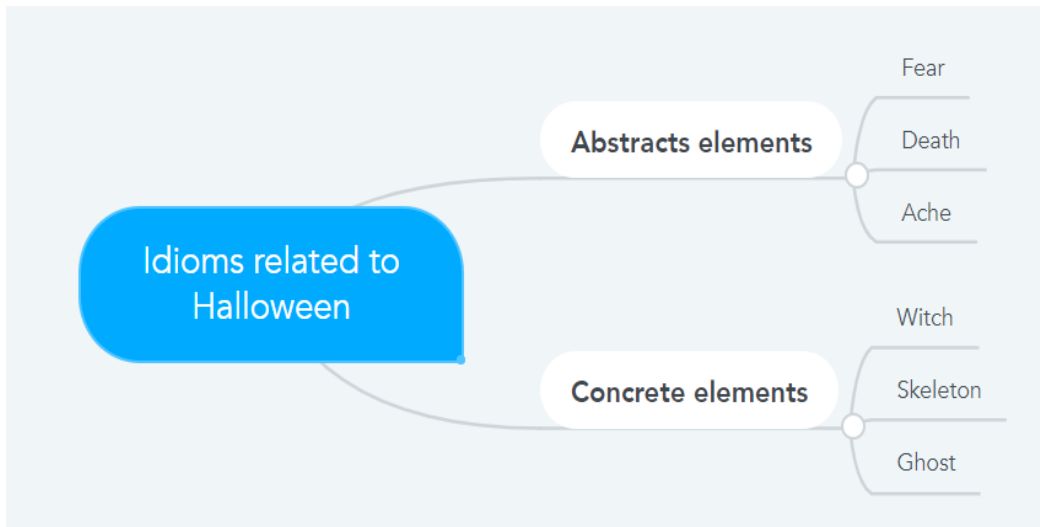 Idioms related to
Halloween
Abstracts elements
Fear
Death
Ache
Concrete elements
Witch
Skeleton
Ghost